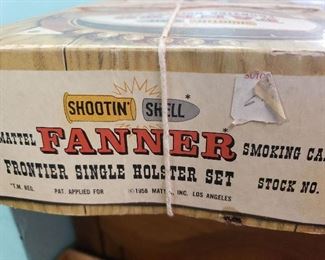 SHOOTIN' SHELL*
MATTEL FANNER* SMOKING CA
FRONTIER SINGLE HOLSTER SET STOCK NO.
*T.M. REG. PAT. APPLIED FOR ©1958 MATTEL, INC. LOS ANGELES